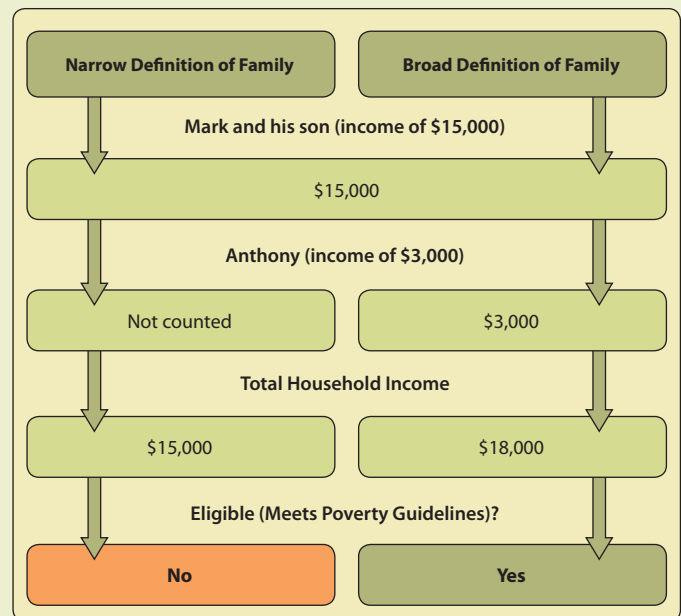 Narrow Definition of Family
Broad Definition of Family
Mark and his son (income of $15,000)
$15,000
Anthony (income of $3,000)
Not counted
$3,000
Total Household Income
$15,000
$18,000
Eligible (Meets Poverty Guidelines)?
No
Yes